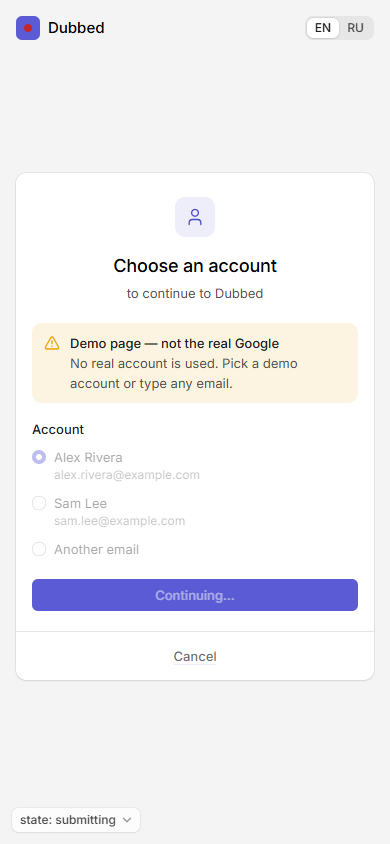 Dubbed
EN RU
Choose an account
to continue to Dubbed
Demo page — not the real Google
No real account is used. Pick a demo
account or type any email.
Account
Alex Rivera
alex.rivera@example.com
Sam Lee
sam.lee@example.com
Another email
Continuing...
Cancel
state: submitting